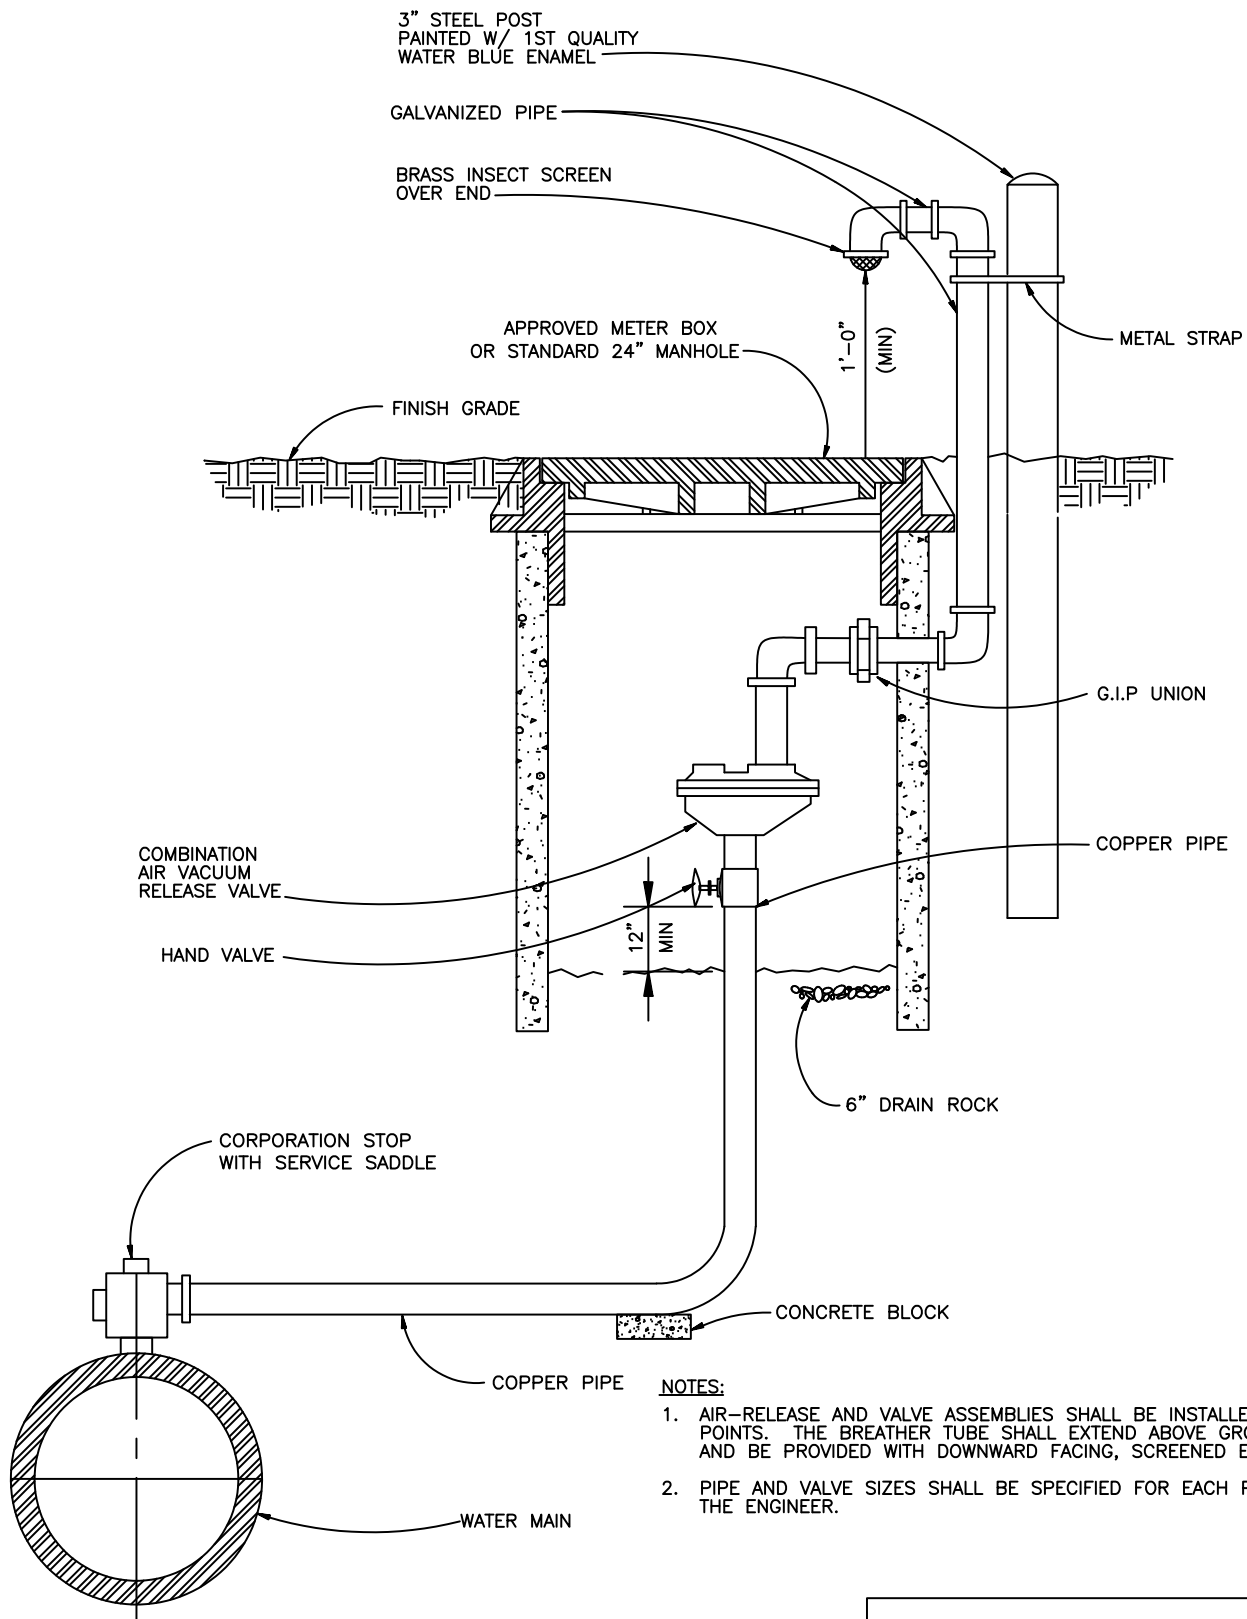 3" STEEL POST
PAINTED W/ 1ST QUALITY
WATER BLUE ENAMEL
GALVANIZED PIPE
BRASS INSECT SCREEN
OVER END
APPROVED METER BOX
OR STANDARD 24" MANHOLE
1'-0"
(MIN)
METAL STRAP
FINISH GRADE
G.I.P UNION
COMBINATION
AIR VACUUM
RELEASE VALVE
COPPER PIPE
HAND VALVE
12"
MIN
6" DRAIN ROCK
CORPORATION STOP
WITH SERVICE SADDLE
CONCRETE BLOCK
COPPER PIPE
WATER MAIN
NOTES:
1. AIR-RELEASE AND VALVE ASSEMBLIES SHALL BE
POINTS. THE BREATHER TUBE SHALL EXTEND ABOVE
AND BE PROVIDED WITH DOWNWARD FACING, SCREENED
2. PIPE AND VALVE SIZES SHALL BE SPECIFIED FOR EACH
THE ENGINEER.